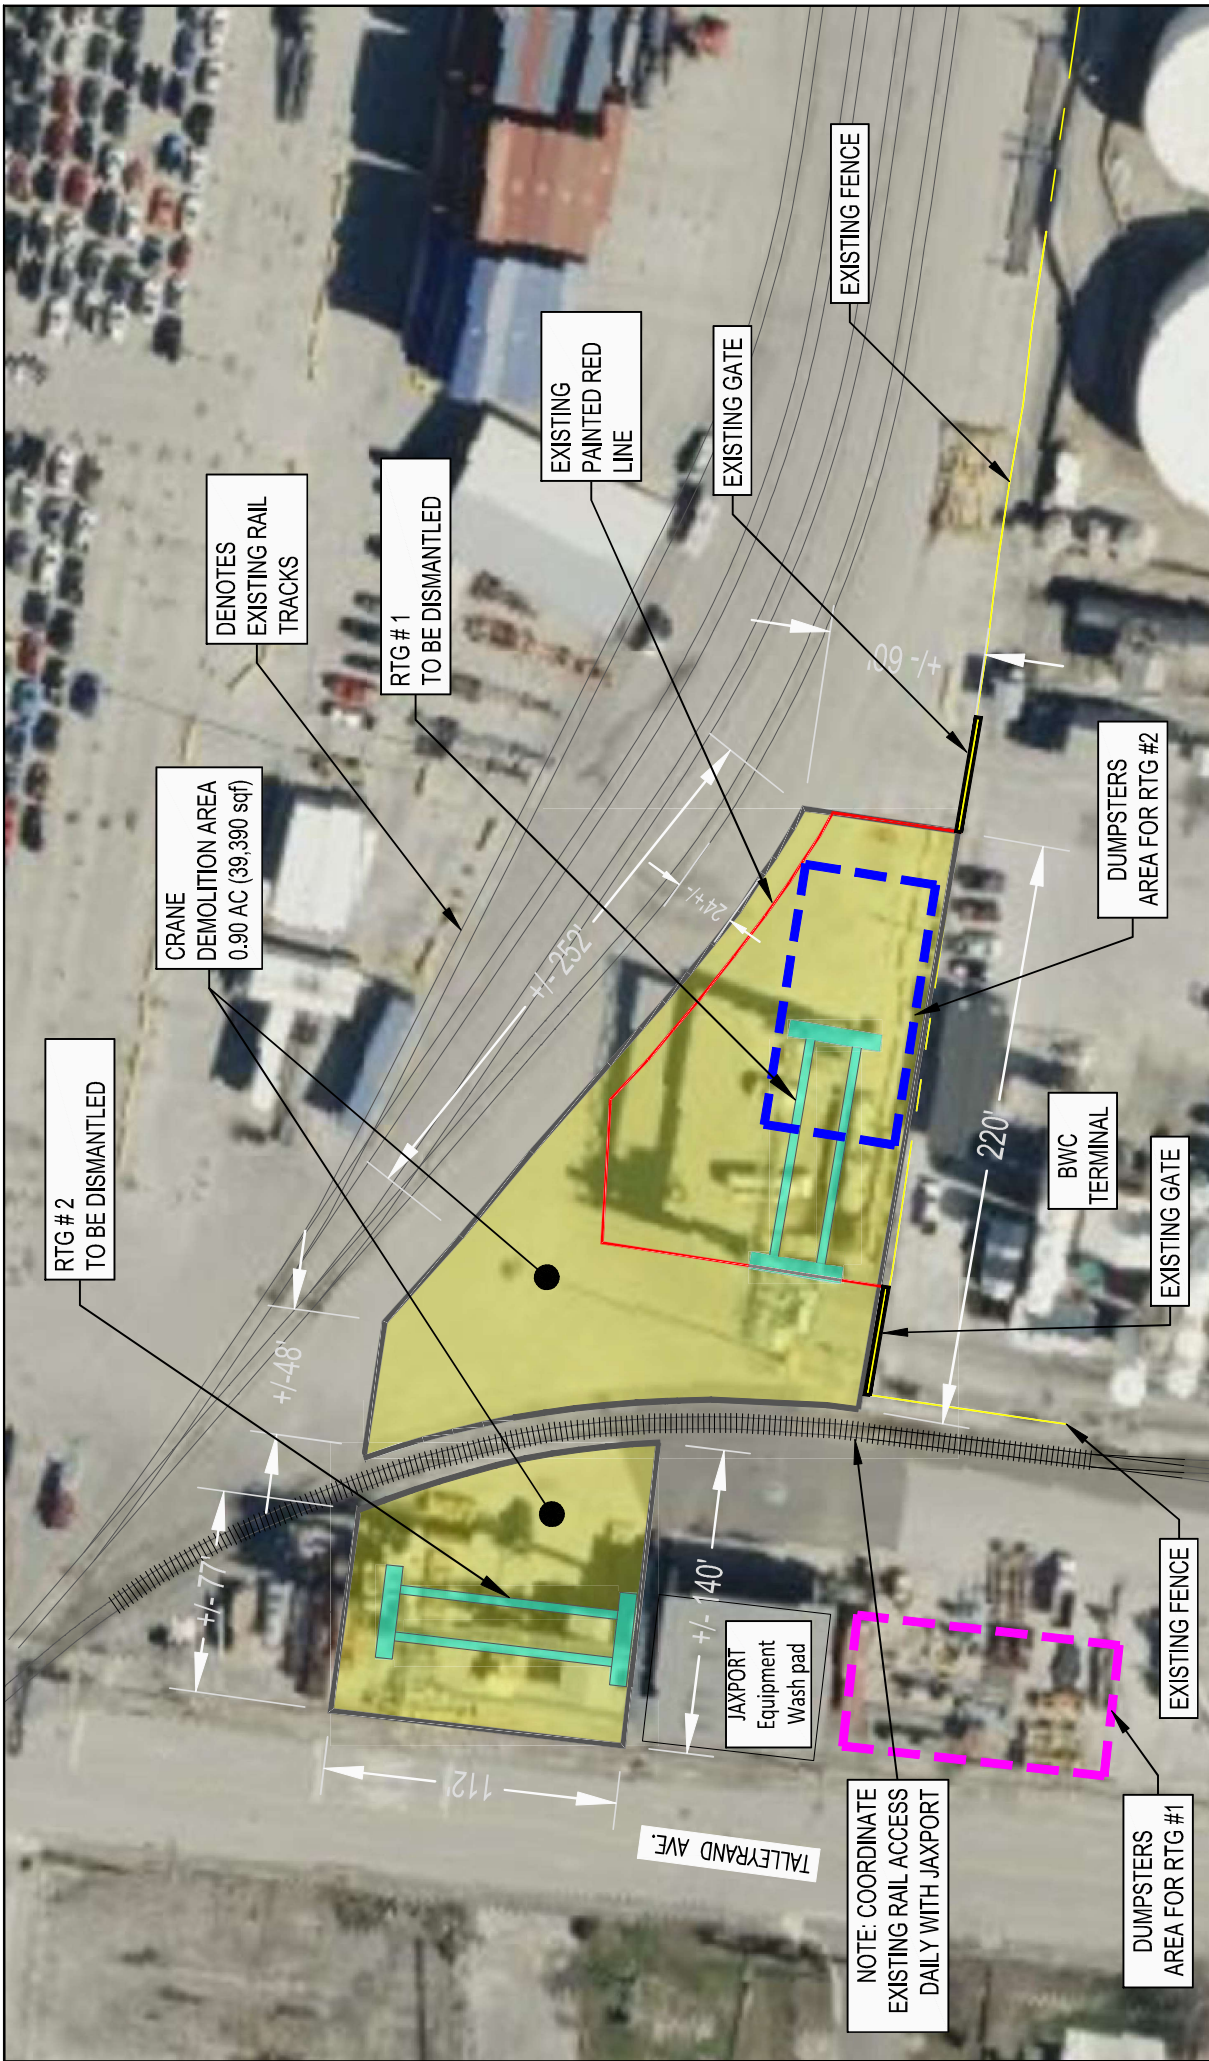 RTG # 2
TO BE DISMANTLED
CRANE
DEMOLITION AREA
0.90 AC (39,390 sqf)
DENOTES
EXISTING RAIL
TRACKS
RTG # 1
TO BE DISMANTLED
EXISTING
PAINTED RED
LINE
EXISTING GATE
EXISTING FENCE
+/- 60'
+/- 252'
24'+/-
+/-48'
+/-77'
112'
+/- 140'
220'
DUMPSTERS
AREA FOR RTG #2
BWC
TERMINAL
EXISTING GATE
EXISTING FENCE
JAXPORT
Equipment
Wash pad
TALLEYRAND AVE.
NOTE: COORDINATE
EXISTING RAIL ACCESS
DAILY WITH JAXPORT
DUMPSTERS
AREA FOR RTG #1